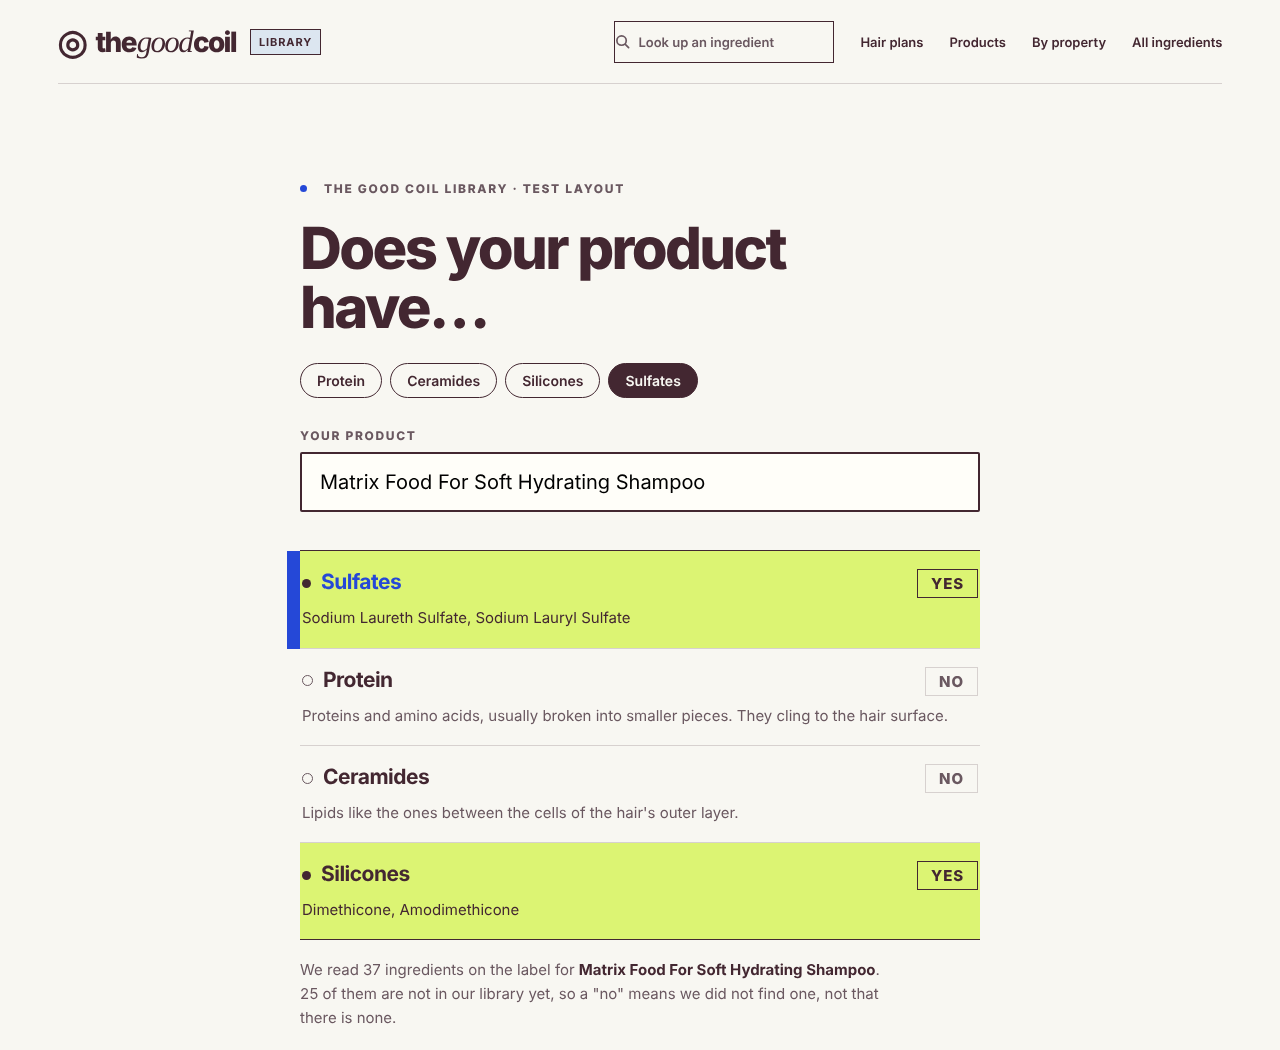 thegoodcoil
LIBRARY
Look up an ingredient
Hair plans
Products
By property
All ingredients
THE GOOD COIL LIBRARY · TEST LAYOUT
Does your product
have…
Protein
Ceramides
Silicones
Sulfates
YOUR PRODUCT
Matrix Food For Soft Hydrating Shampoo
Sulfates
YES
Sodium Laureth Sulfate, Sodium Lauryl Sulfate
Protein
NO
Proteins and amino acids, usually broken into smaller pieces. They cling to the hair surface.
Ceramides
NO
Lipids like the ones between the cells of the hair's outer layer.
Silicones
YES
Dimethicone, Amodimethicone
We read 37 ingredients on the label for Matrix Food For Soft Hydrating Shampoo.
25 of them are not in our library yet, so a "no" means we did not find one, not that
there is none.